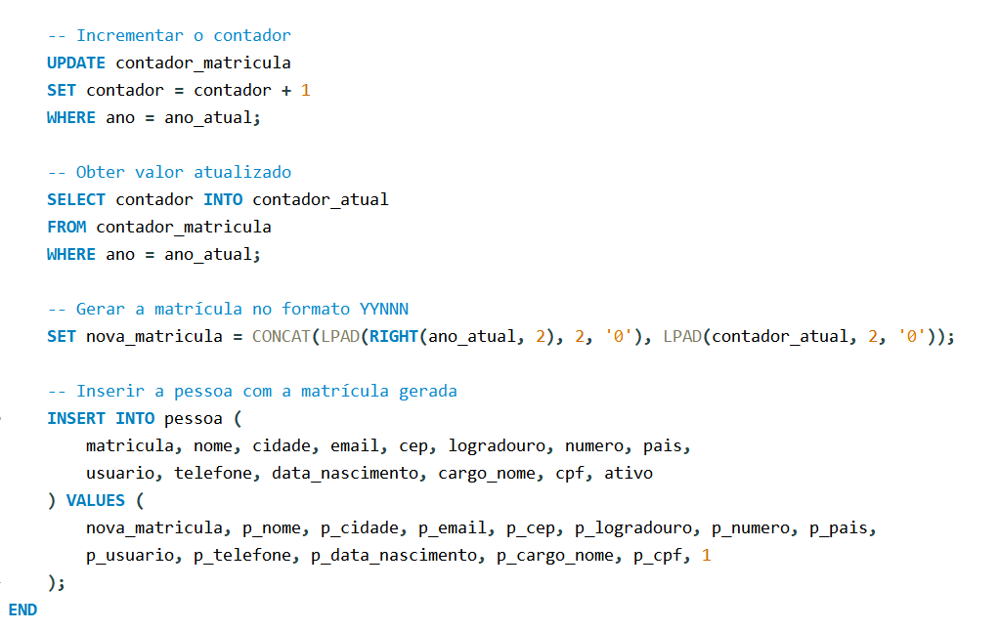 -- Incrementar o contador
UPDATE contador_matricula
SET contador = contador + 1
WHERE ano = ano_atual;
-- Obter valor atualizado
SELECT contador INTO contador_atual
FROM contador_matricula
WHERE ano = ano_atual;
-- Gerar a matrícula no formato YYNNN
SET nova_matricula = CONCAT(LPAD(RIGHT(ano_atual, 2), 2, '0'), LPAD(contador_atual, 2, '0'));
-- Inserir a pessoa com a matrícula gerada
INSERT INTO pessoa (
matricula, nome, cidade, email, cep, logradouro, numero, pais,
usuario, telefone, data_nascimento, cargo_nome, cpf, ativo
) VALUES (
nova_matricula, p_nome, p_cidade, p_email, p_cep, p_logradouro, p_numero, p_pais,
p_usuario, p_telefone, p_data_nascimento, p_cargo_nome, p_cpf, 1
);
END